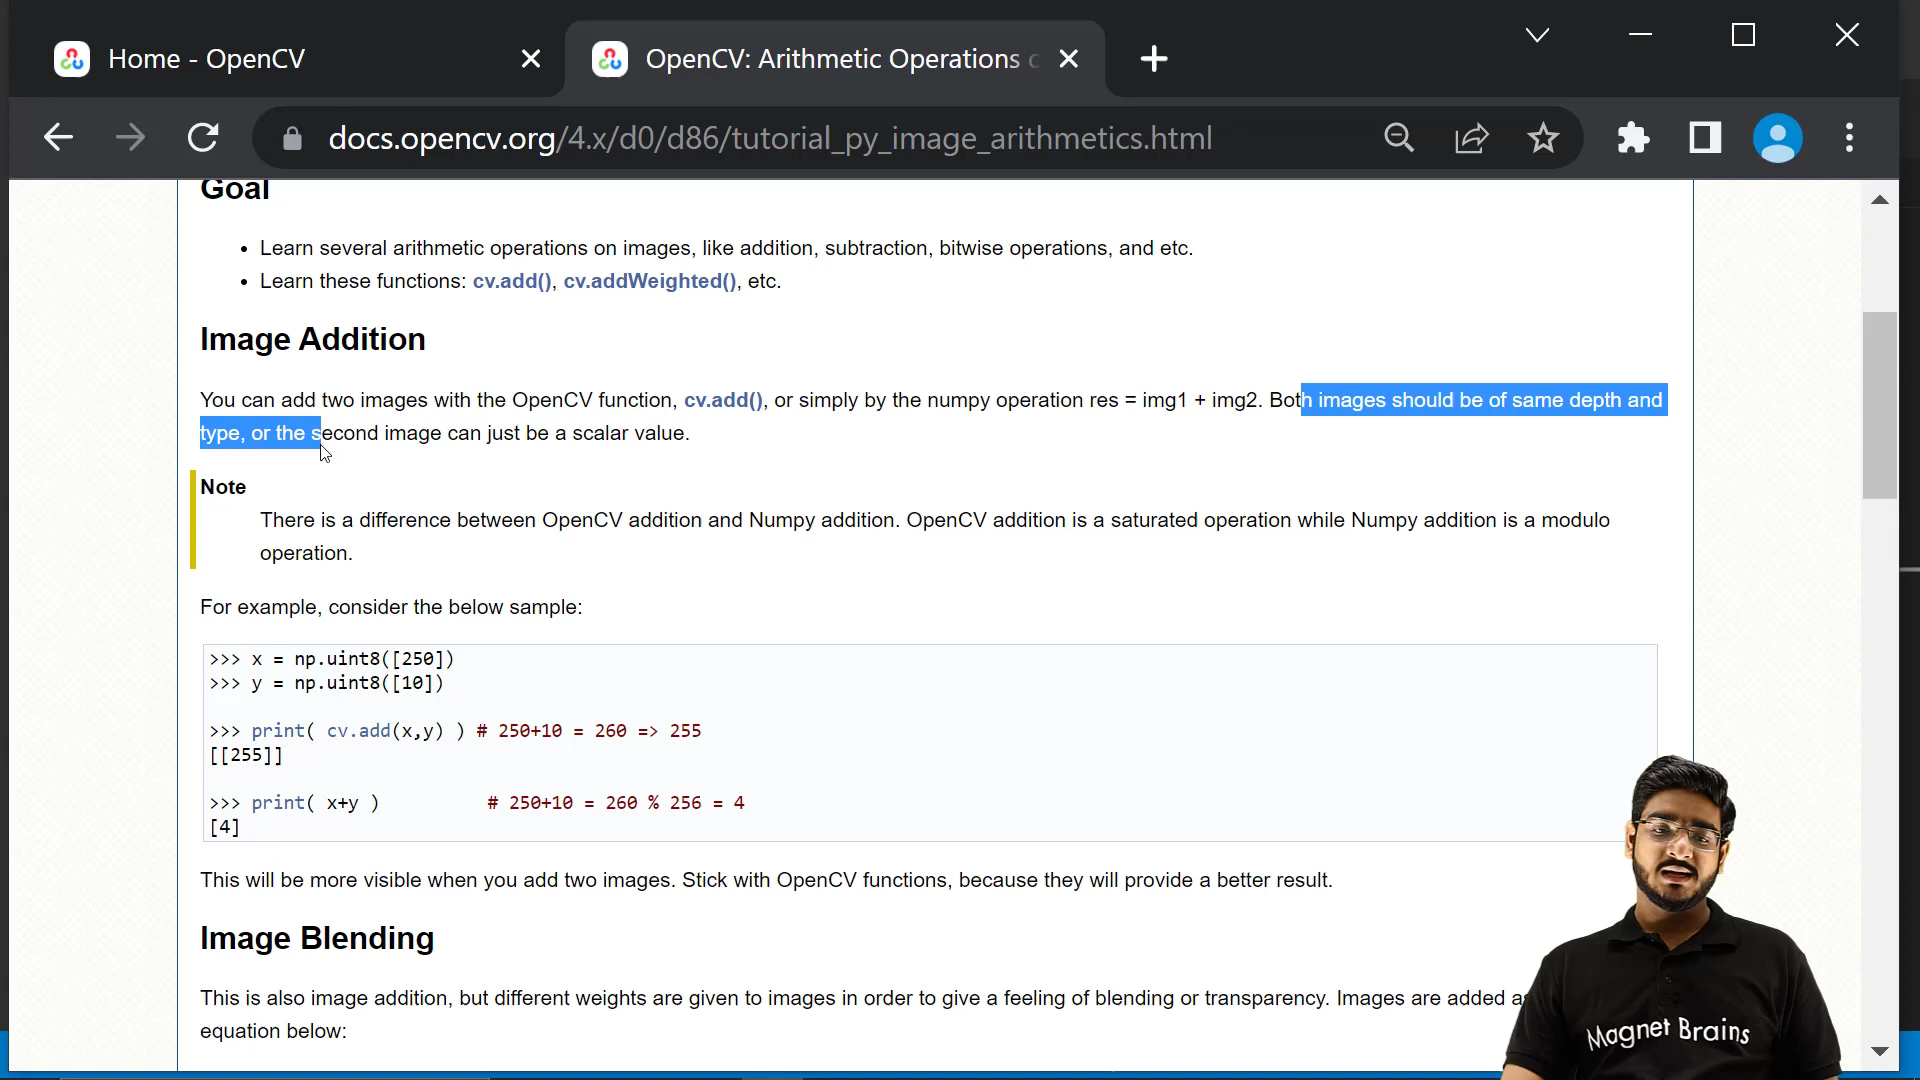 Home - OpenCV
OpenCV: Arithmetic Operations
docs.opencv.org/4.x/d0/d86/tutorial_py_image_arithmetics.html
Goal
• Learn several arithmetic operations on images, like addition, subtraction, bitwise operations, and etc.
• Learn these functions: cv.add(), cv.addWeighted(), etc.
Image Addition
You can add two images with the OpenCV function, cv.add(), or simply by the numpy operation res = img1 + img2. Both images should be of same depth and
type, or the second image can just be a scalar value.
Note
There is a difference between OpenCV addition and Numpy addition. OpenCV addition is a saturated operation while Numpy addition is a modulo
operation.
For example, consider the below sample:
>>> x = np.uint8([250])
>>> y = np.uint8([10])
>>> print( cv.add(x,y) ) # 250+10 = 260 => 255
[[255]]
>>> print( x+y )          # 250+10 = 260 % 256 = 4
[4]
This will be more visible when you add two images. Stick with OpenCV functions, because they will provide a better result.
Image Blending
This is also image addition, but different weights are given to images in order to give a feeling of blending or transparency. Images are added
equation below:
Magnet Brains